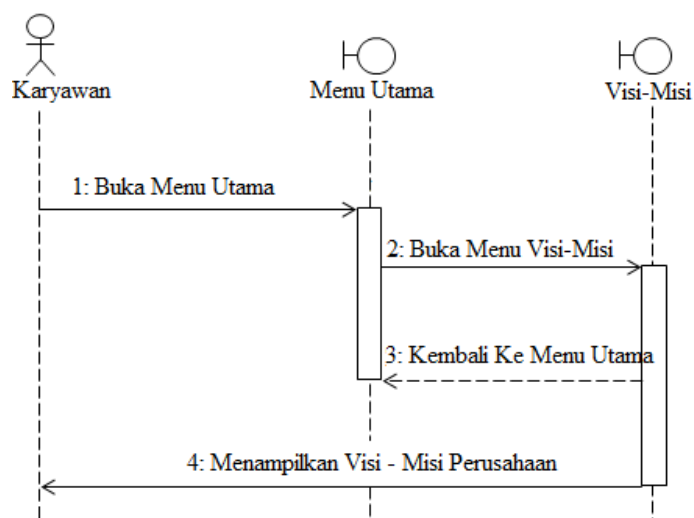 Karyawan
Menu Utama
Visi-Misi
1: Buka Menu Utama
2: Buka Menu Visi-Misi
3: Kembali Ke Menu Utama
4: Menampilkan Visi - Misi Perusahaan